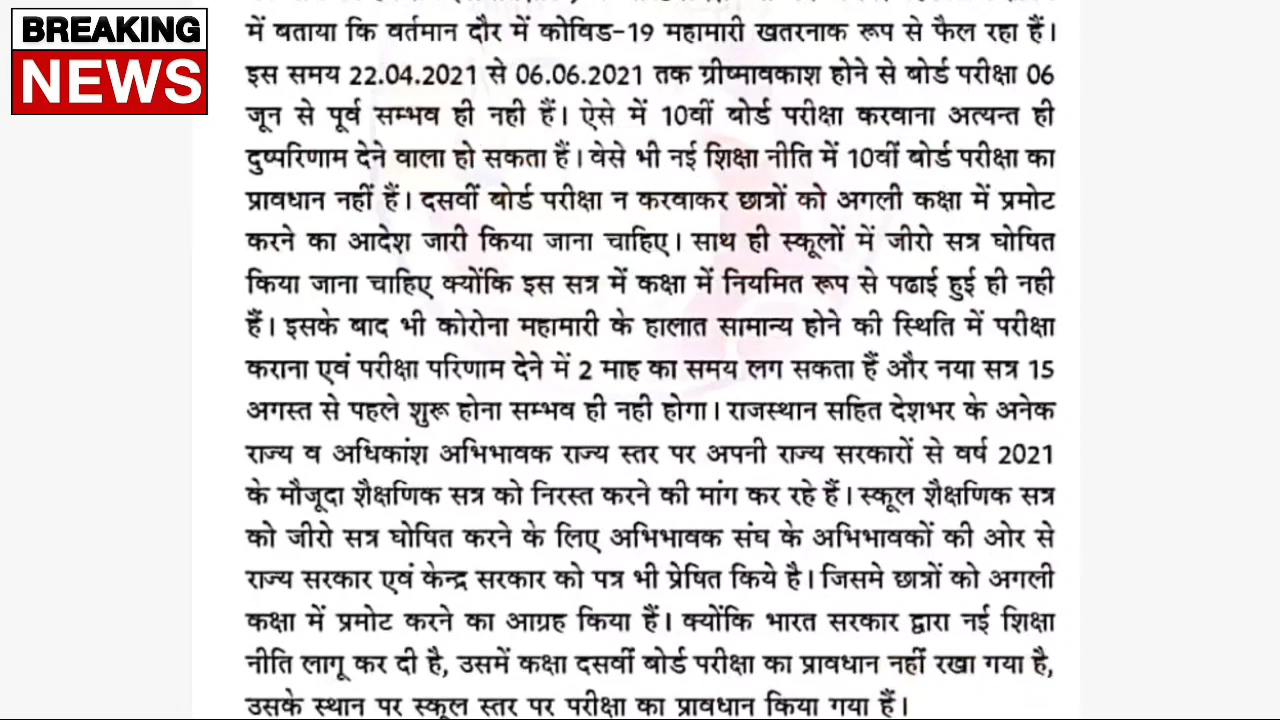 BREAKING
NEWS
में बताया कि वर्तमान दौर में कोविड-19 महामारी खतरनाक रूप से फैल रहा हैं।
इस समय 22.04.2021 से 06.06.2021 तक ग्रीष्मावकाश होने से बोर्ड परीक्षा 06
जून से पूर्व सम्भव ही नही हैं। ऐसे में 10वीं बोर्ड परीक्षा करवाना अत्यन्त ही
दुष्परिणाम देने वाला हो सकता हैं। वेसे भी नई शिक्षा नीति में 10वीं बोर्ड परीक्षा का
प्रावधान नहीं हैं। दसवीं बोर्ड परीक्षा न करवाकर छात्रों को अगली कक्षा में प्रमोट
करने का आदेश जारी किया जाना चाहिए। साथ ही स्कूलों में जीरो सत्र घोषित
किया जाना चाहिए क्योंकि इस सत्र में कक्षा में नियमित रूप से पढाई हुई ही नही
हैं। इसके बाद भी कोरोना महामारी के हालात सामान्य होने की स्थिति में परीक्षा
कराना एवं परीक्षा परिणाम देने में 2 माह का समय लग सकता हैं और नया सत्र 15
अगस्त से पहले शुरू होना सम्भव ही नही होगा। राजस्थान सहित देशभर के अनेक
राज्य व अधिकांश अभिभावक राज्य स्तर पर अपनी राज्य सरकारों से वर्ष 2021
के मौजूदा शैक्षणिक सत्र को निरस्त करने की मांग कर रहे हैं। स्कूल शैक्षणिक सत्र
को जीरो सत्र घोषित करने के लिए अभिभावक संघ के अभिभावकों की ओर से
राज्य सरकार एवं केन्द्र सरकार को पत्र भी प्रेषित किये है। जिसमे छात्रों को अगली
कक्षा में प्रमोट करने का आग्रह किया हैं। क्योंकि भारत सरकार द्वारा नई शिक्षा
नीति लागू कर दी है, उसमें कक्षा दसवीं बोर्ड परीक्षा का प्रावधान नहीं रखा गया है,
उसके स्थान पर स्कूल स्तर पर परीक्षा का प्रावधान किया गया हैं।